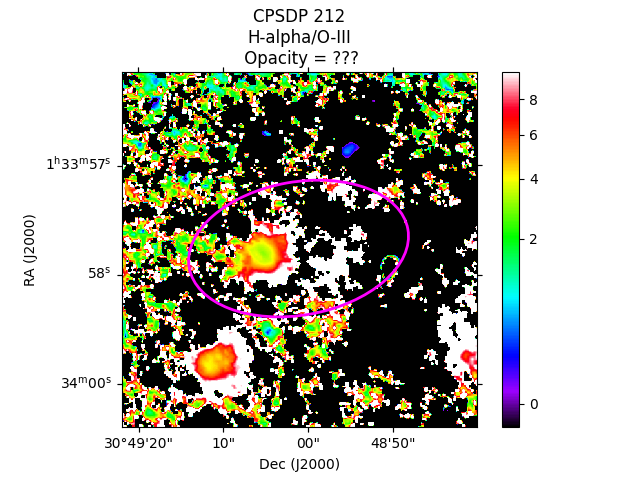 CPSDP 212
H-alpha/O-III
Opacity = ???
RA (J2000)
1ʰ33ᵐ57ˢ
58ˢ
34ᵐ00ˢ
30°49'20"
10"
00"
48'50"
Dec (J2000)
8
6
4
2
0